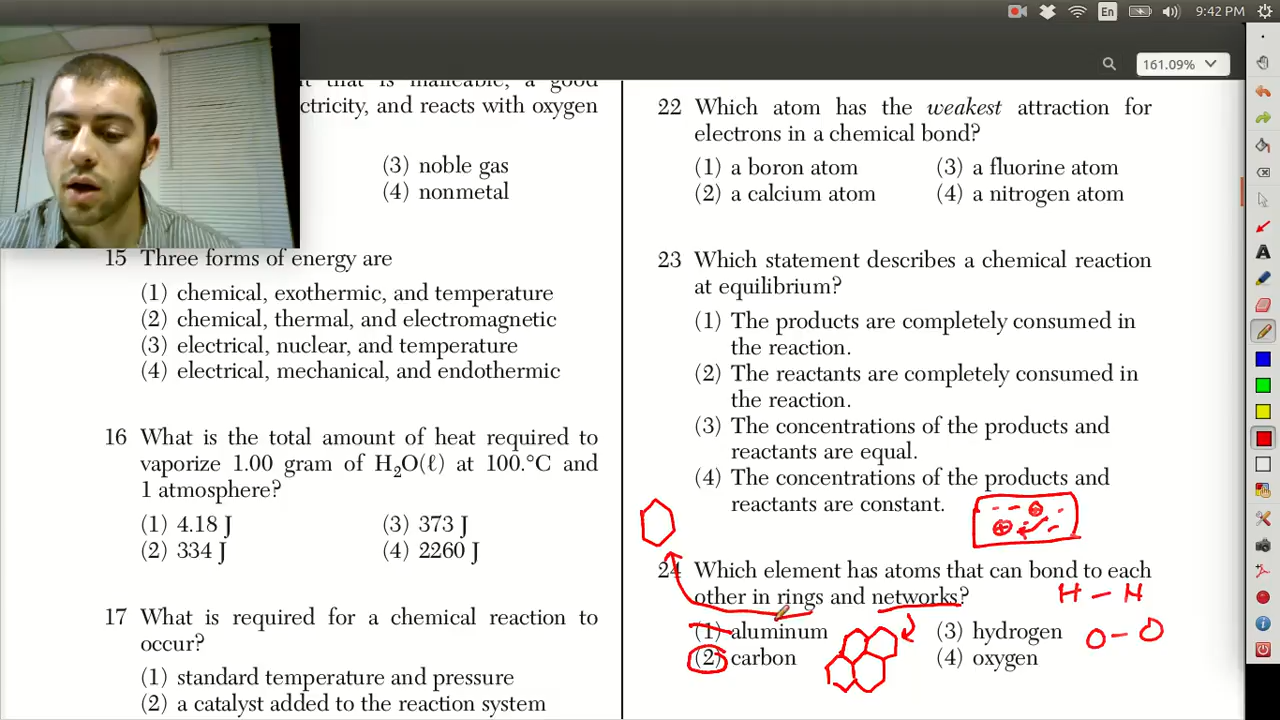 En
9:42 PM
161.09%
ctricity, and reacts with oxygen
(3) noble gas
(4) nonmetal
15 Three forms of energy are
(1) chemical, exothermic, and temperature
(2) chemical, thermal, and electromagnetic
(3) electrical, nuclear, and temperature
(4) electrical, mechanical, and endothermic
16 What is the total amount of heat required to
vaporize 1.00 gram of H₂O(ℓ) at 100.°C and
1 atmosphere?
(1) 4.18 J (3) 373 J
(2) 334 J (4) 2260 J
17 What is required for a chemical reaction to
occur?
(1) standard temperature and pressure
(2) a catalyst added to the reaction system
22 Which atom has the weakest attraction for
electrons in a chemical bond?
(1) a boron atom (3) a fluorine atom
(2) a calcium atom (4) a nitrogen atom
23 Which statement describes a chemical reaction
at equilibrium?
(1) The products are completely consumed in
the reaction.
(2) The reactants are completely consumed in
the reaction.
(3) The concentrations of the products and
reactants are equal.
(4) The concentrations of the products and
reactants are constant.
24 Which element has atoms that can bond to each
other in rings and networks?
H – H
(1) aluminum (3) hydrogen
O – O
(2) carbon (4) oxygen